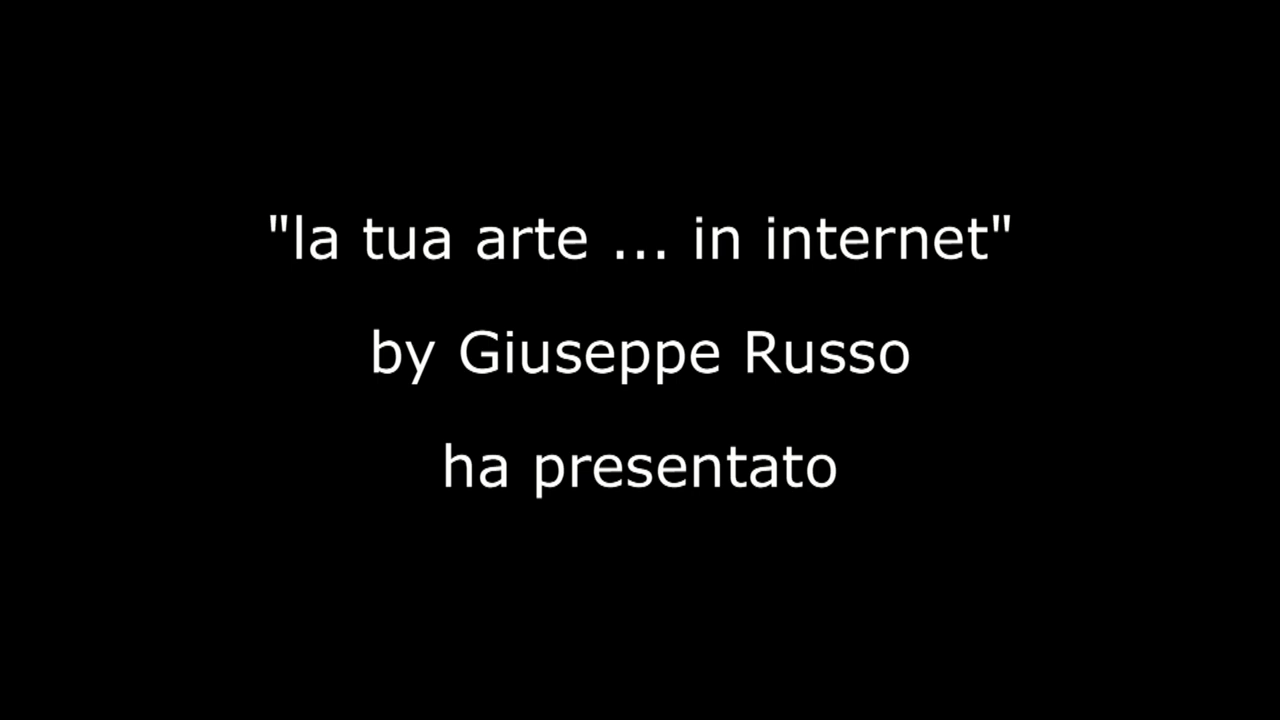 "la tua arte ... in internet"
by Giuseppe Russo
ha presentato